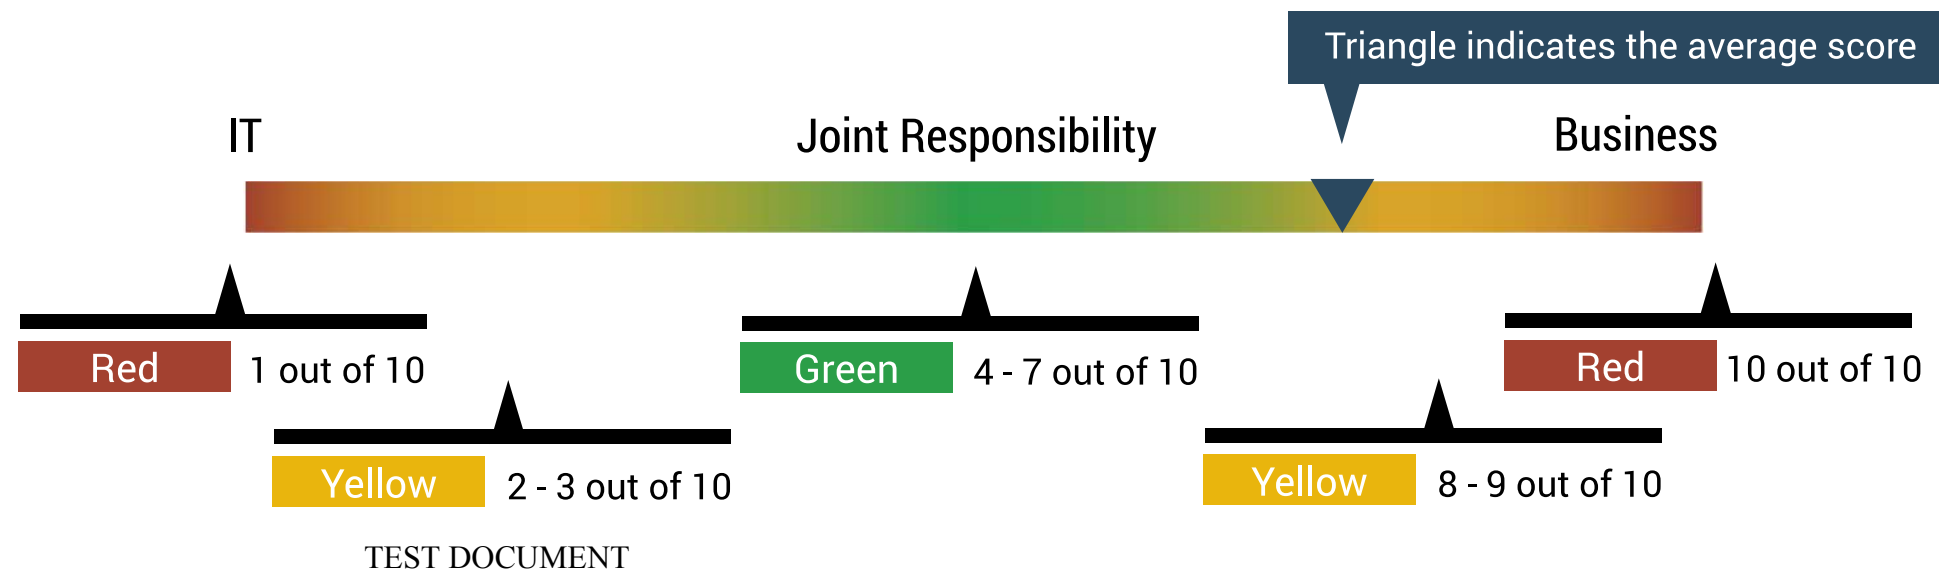 Triangle indicates the average score
IT
Joint Responsibility
Business
Red 1 out of 10
Green 4 - 7 out of 10
Red 10 out of 10
Yellow 2 - 3 out of 10
Yellow 8 - 9 out of 10
TEST DOCUMENT